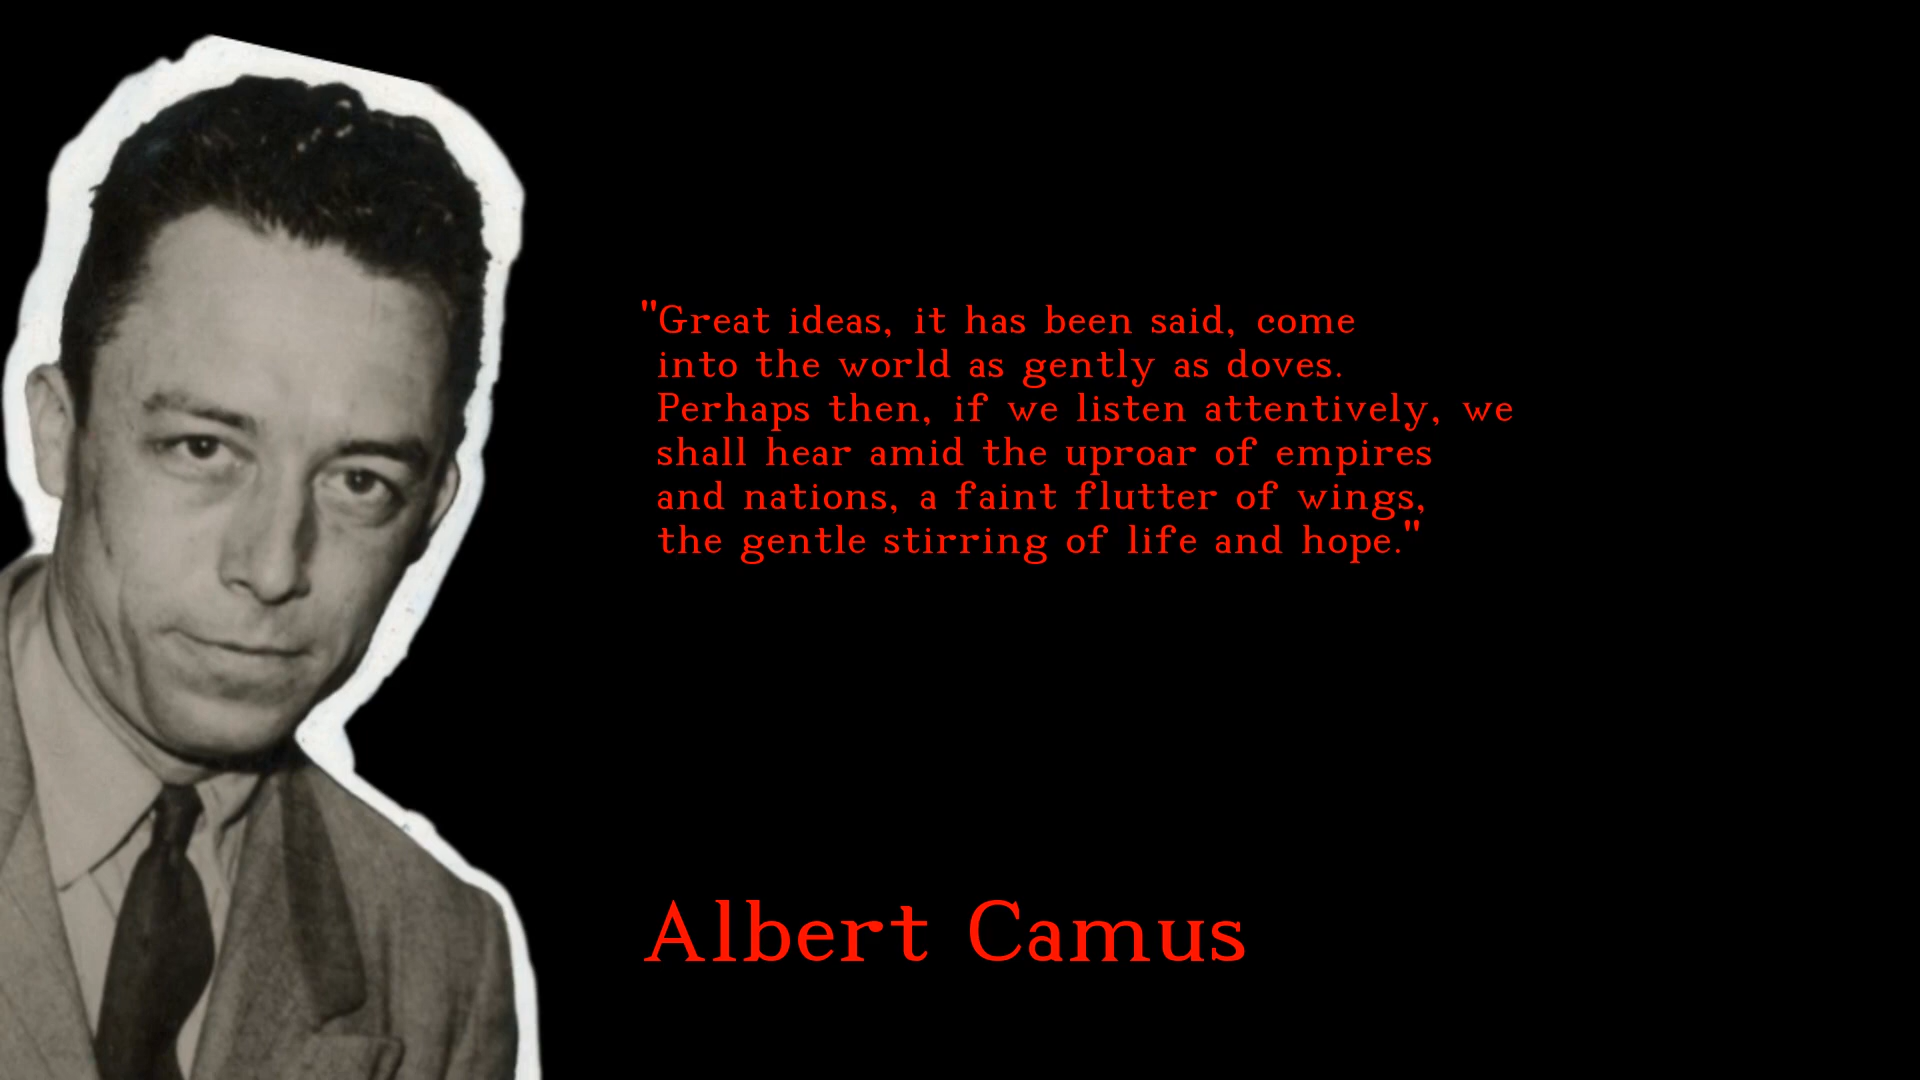 "Great ideas, it has been said, come
into the world as gently as doves.
Perhaps then, if we listen attentively, we
shall hear amid the uproar of empires
and nations, a faint flutter of wings,
the gentle stirring of life and hope."
Albert Camus